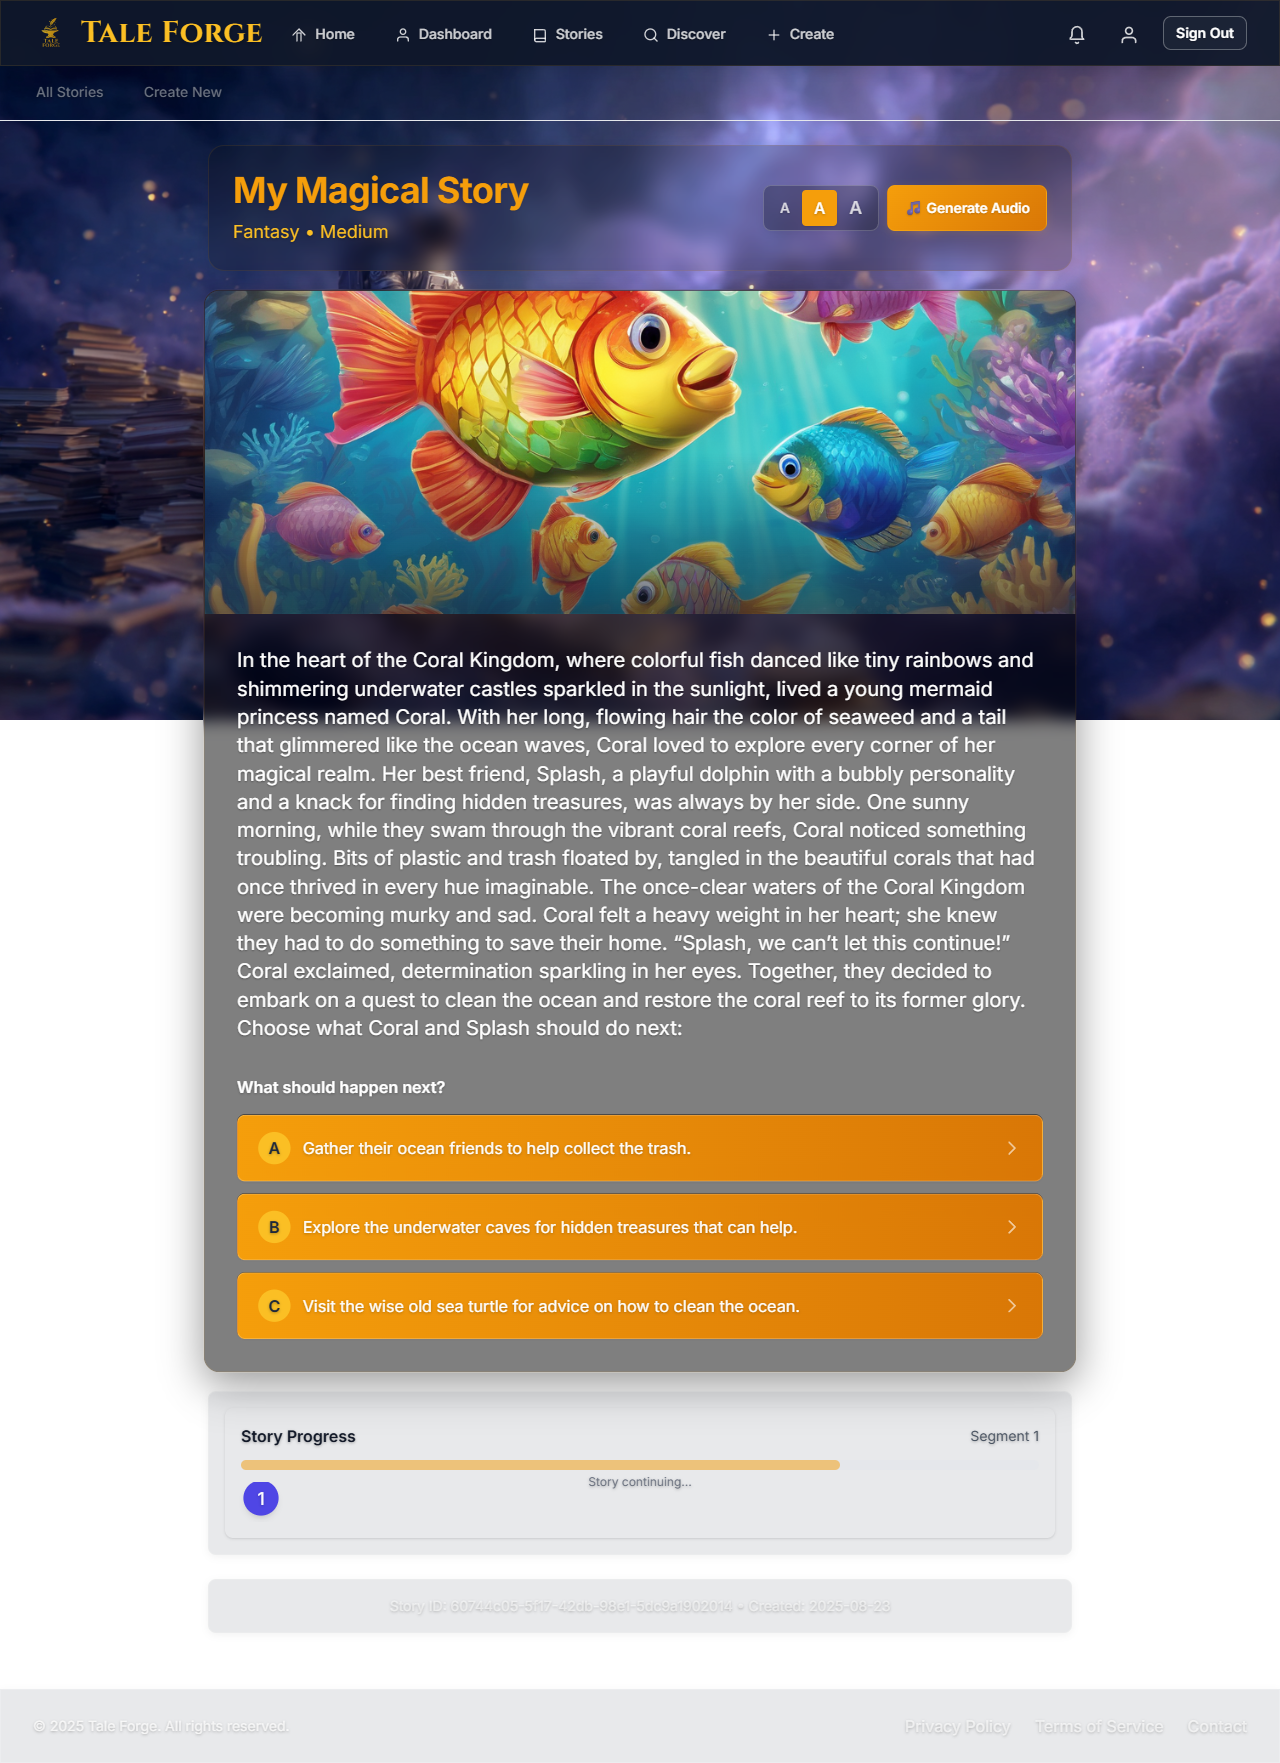 TALE FORGE
Home
Dashboard
Stories
Discover
Create
Sign Out
All Stories
Create New
My Magical Story
Fantasy • Medium
A
A
A
🎵 Generate Audio
In the heart of the Coral Kingdom, where colorful fish danced like tiny rainbows and
shimmering underwater castles sparkled in the sunlight, lived a young mermaid
princess named Coral. With her long, flowing hair the color of seaweed and a tail
that glimmered like the ocean waves, Coral loved to explore every corner of her
magical realm. Her best friend, Splash, a playful dolphin with a bubbly personality
and a knack for finding hidden treasures, was always by her side. One sunny
morning, while they swam through the vibrant coral reefs, Coral noticed something
troubling. Bits of plastic and trash floated by, tangled in the beautiful corals that had
once thrived in every hue imaginable. The once-clear waters of the Coral Kingdom
were becoming murky and sad. Coral felt a heavy weight in her heart; she knew
they had to do something to save their home. “Splash, we can’t let this continue!”
Coral exclaimed, determination sparkling in her eyes. Together, they decided to
embark on a quest to clean the ocean and restore the coral reef to its former glory.
Choose what Coral and Splash should do next:
What should happen next?
A Gather their ocean friends to help collect the trash.
B Explore the underwater caves for hidden treasures that can help.
C Visit the wise old sea turtle for advice on how to clean the ocean.
Story Progress
Segment 1
Story continuing...
1
Story ID: • Created: 2025-08-23
© 2025 Tale Forge. All rights reserved.
Privacy Policy
Terms of Service
Contact